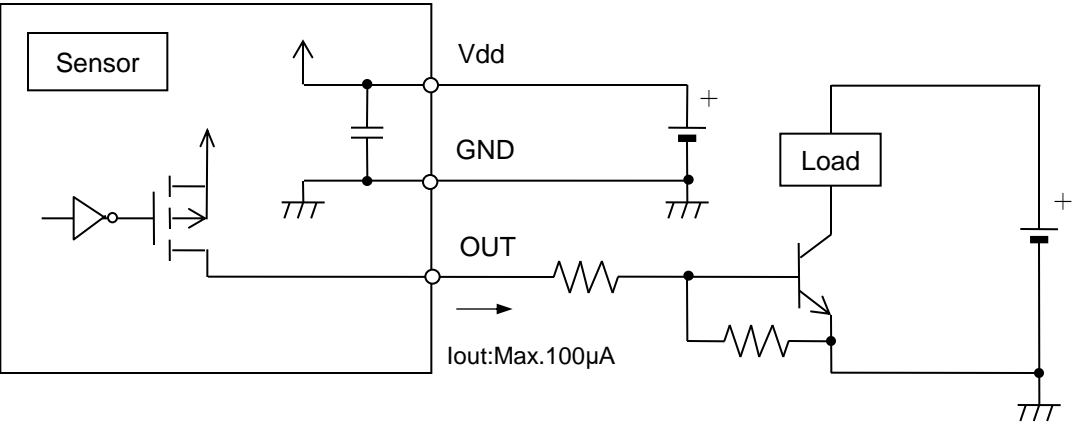 Sensor
Vdd
+
GND
Load
+
OUT
Iout:Max.100µA